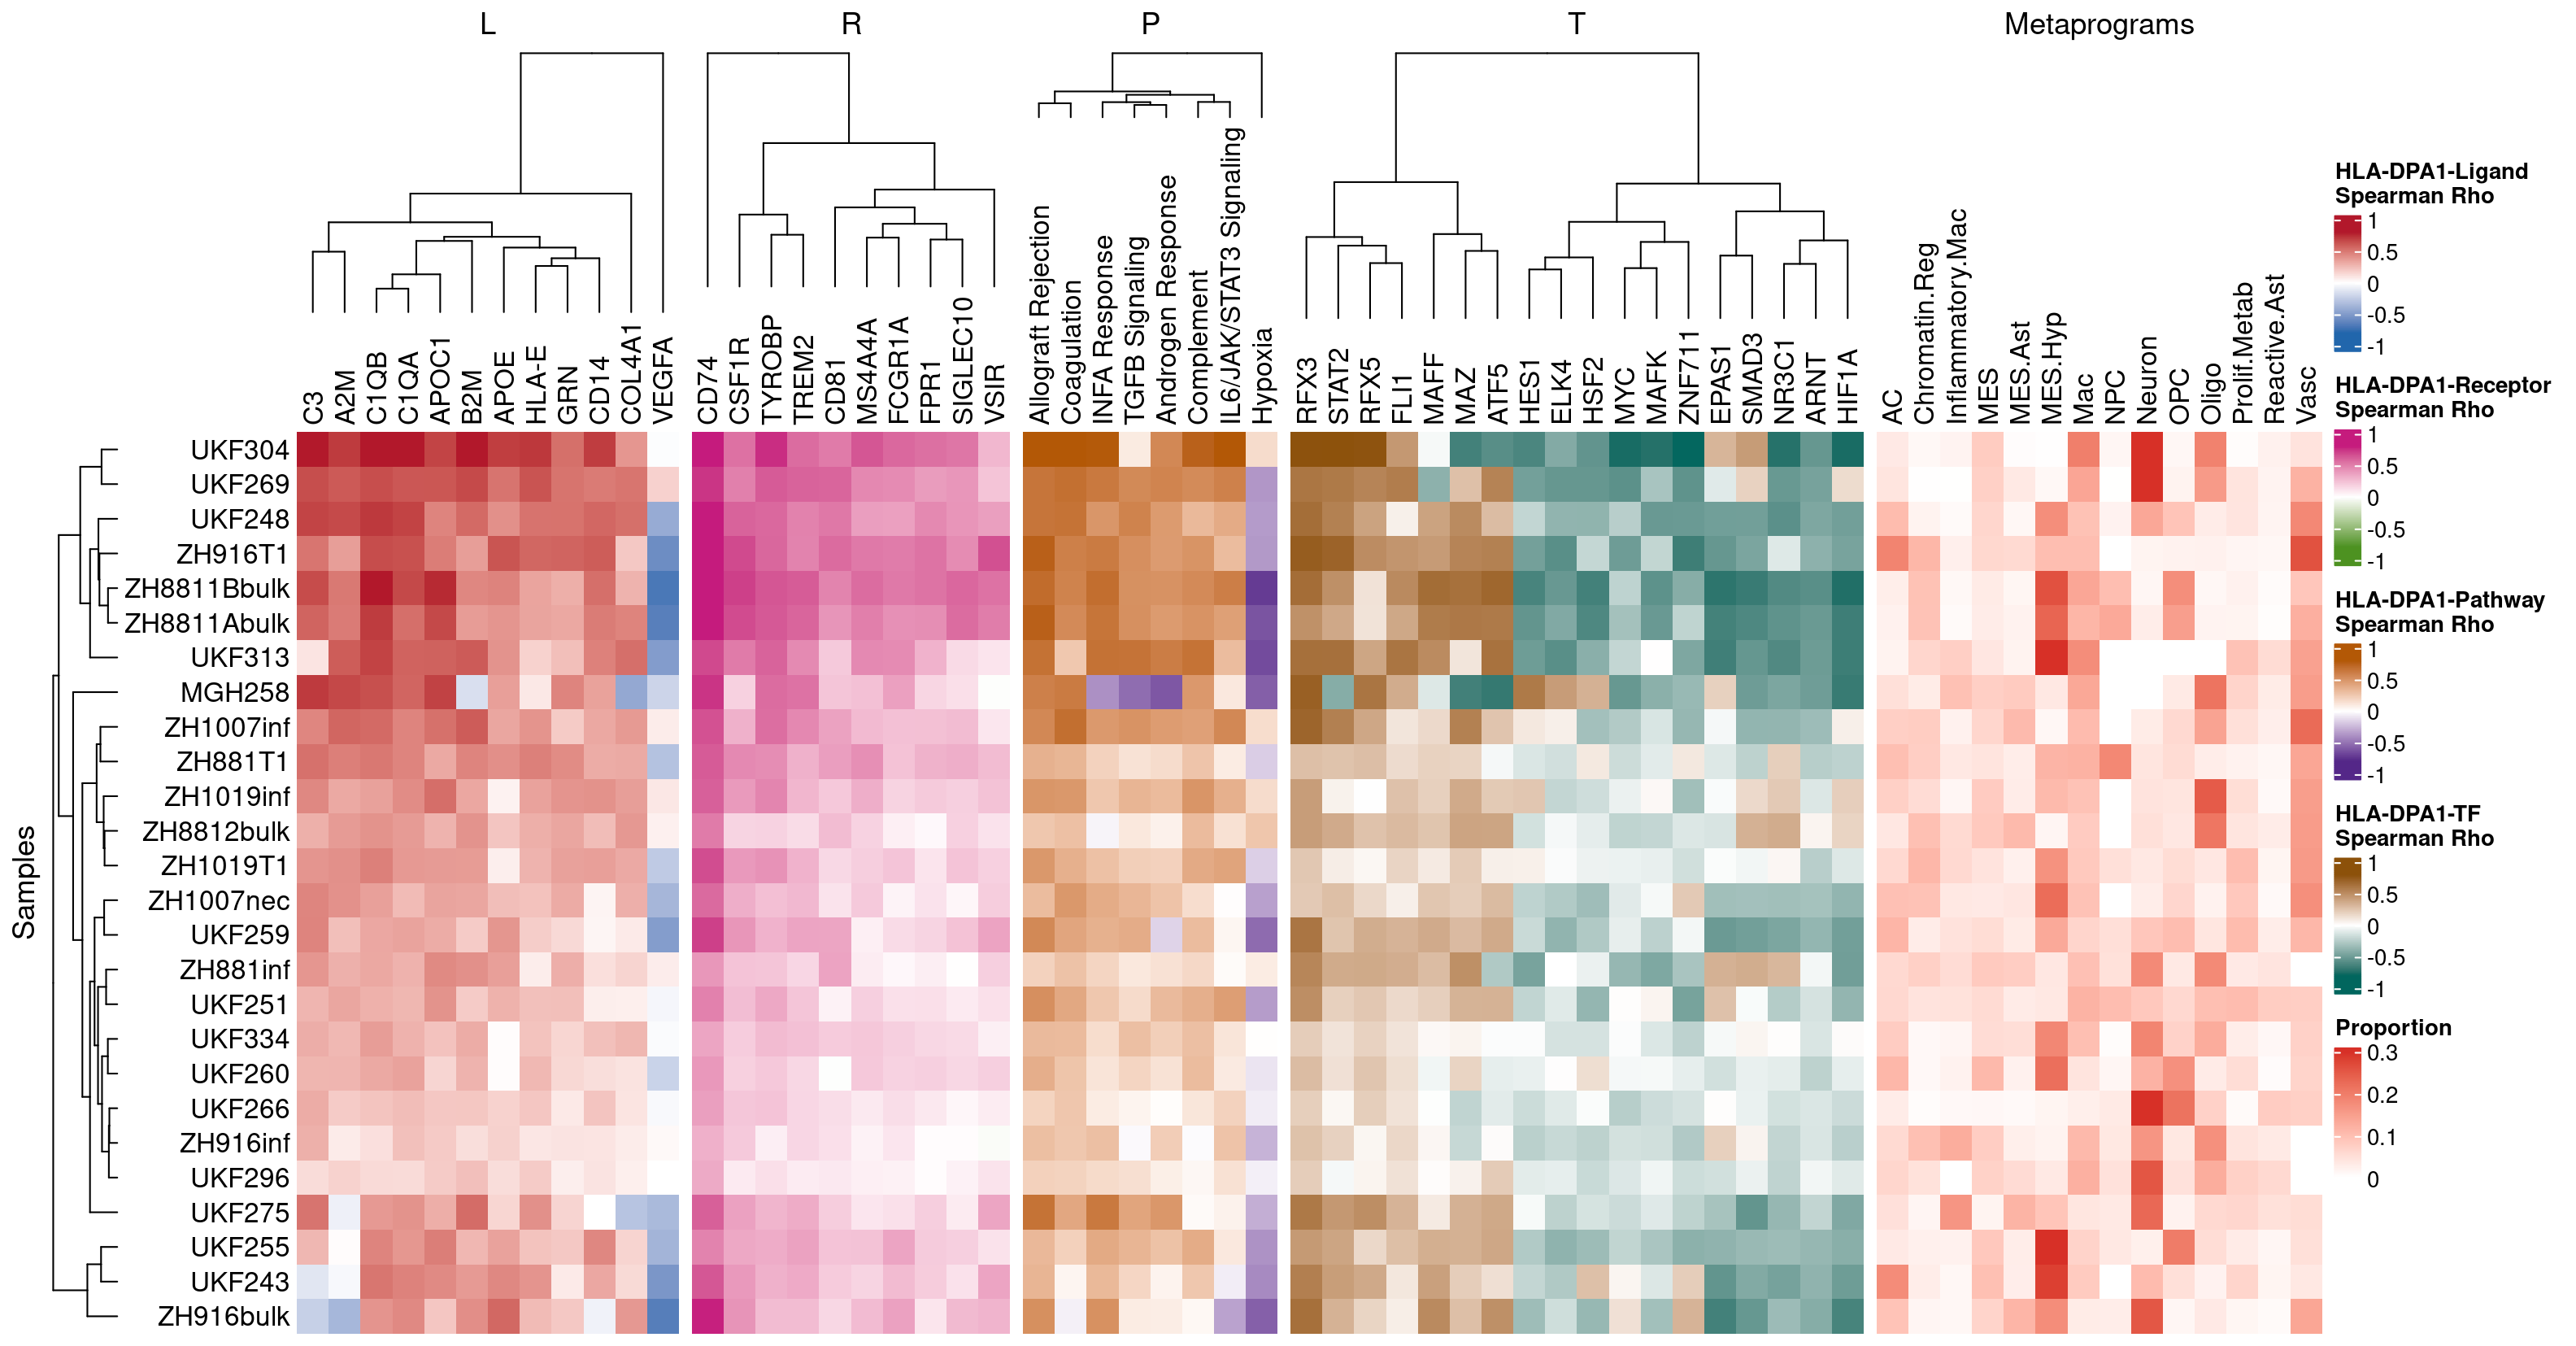 L
R
P
T
Metaprograms
C3
A2M
C1QB
C1QA
APOC1
B2M
APOE
HLA-E
GRN
CD14
COL4A1
VEGFA
CD74
CSF1R
TYROBP
TREM2
CD81
MS4A4A
FCGR1A
FPR1
SIGLEC10
VSIR
Allograft Rejection
Coagulation
INFA Response
TGFB Signaling
Androgen Response
Complement
IL6/JAK/STAT3 Signaling
Hypoxia
RFX3
STAT2
RFX5
FLI1
MAFF
MAZ
ATF5
HES1
ELK4
HSF2
MYC
MAFK
ZNF711
EPAS1
SMAD3
NR3C1
ARNT
HIF1A
AC
Chromatin.Reg
Inflammatory.Mac
MES
MES.Ast
MES.Hyp
Mac
NPC
Neuron
OPC
Oligo
Prolif.Metab
Reactive.Ast
Vasc
Samples
UKF304
UKF269
UKF248
ZH916T1
ZH8811Bbulk
ZH8811Abulk
UKF313
MGH258
ZH1007inf
ZH881T1
ZH1019inf
ZH8812bulk
ZH1019T1
ZH1007nec
UKF259
ZH881inf
UKF251
UKF334
UKF260
UKF266
ZH916inf
UKF296
UKF275
UKF255
UKF243
ZH916bulk
HLA-DPA1-Ligand
Spearman Rho
1
0.5
0
-0.5
-1
HLA-DPA1-Receptor
Spearman Rho
1
0.5
0
-0.5
-1
HLA-DPA1-Pathway
Spearman Rho
1
0.5
0
-0.5
-1
HLA-DPA1-TF
Spearman Rho
1
0.5
0
-0.5
-1
Proportion
0.3
0.2
0.1
0